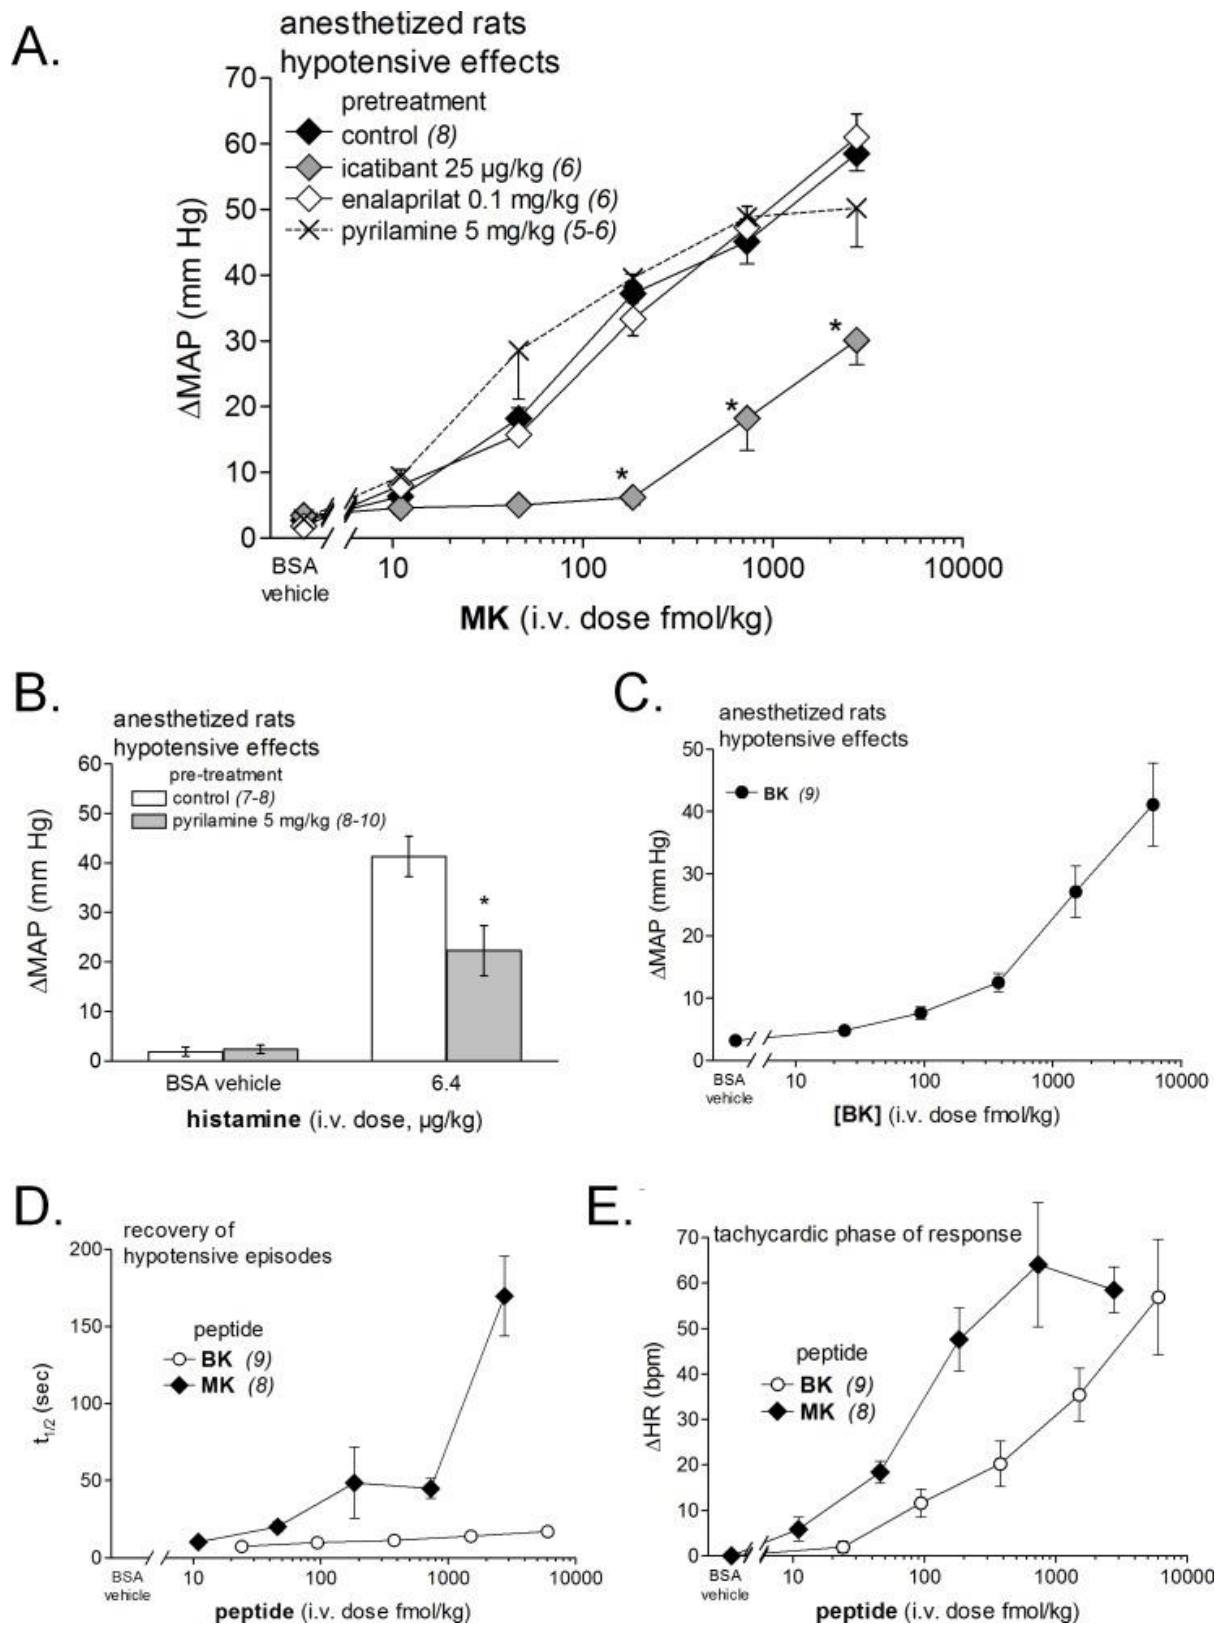 A.
anesthetized rats
hypotensive effects
pretreatment
control (8)
icatibant 25 µg/kg (6)
enalaprilat 0.1 mg/kg (6)
pyrilamine 5 mg/kg (5-6)
ΔMAP (mm Hg)
70
60
50
40
30
20
10
0
*
*
*
BSA
vehicle
10
100
1000
10000
MK (i.v. dose fmol/kg)
B.
anesthetized rats
hypotensive effects
pre-treatment
control (7-8)
pyrilamine 5 mg/kg (8-10)
ΔMAP (mm Hg)
60
50
40
30
20
10
0
*
BSA vehicle
6.4
histamine (i.v. dose, µg/kg)
C.
anesthetized rats
hypotensive effects
BK (9)
ΔMAP (mm Hg)
50
40
30
20
10
0
BSA
vehicle
10
100
1000
10000
[BK] (i.v. dose fmol/kg)
D.
recovery of
hypotensive episodes
peptide
BK (9)
MK (8)
t1/2 (sec)
200
150
100
50
0
BSA
vehicle
10
100
1000
10000
peptide (i.v. dose fmol/kg)
E.
tachycardic phase of response
peptide
BK (9)
MK (8)
ΔHR (bpm)
70
60
50
40
30
20
10
0
BSA
vehicle
10
100
1000
10000
peptide (i.v. dose fmol/kg)